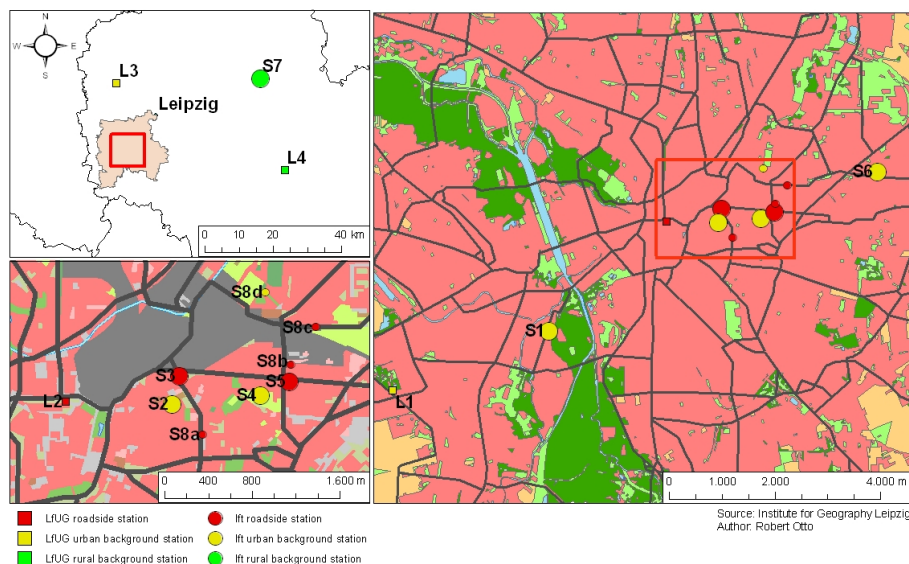 N
W E
S
L3
S7
Leipzig
L4
0 20 40
km
S8d
S8c
S8b
S3
S5
L2
S2
S4
S8a
0 400 800 1.600 m
S6
S1
L1
0 1.000 2.000 4.000 m
Source: Institute for Geography Leipzig
Author: Robert Otto
LfUG roadside station
LfUG urban background station
LfUG rural background station
Ift roadside station
Ift urban background station
Ift rural background station